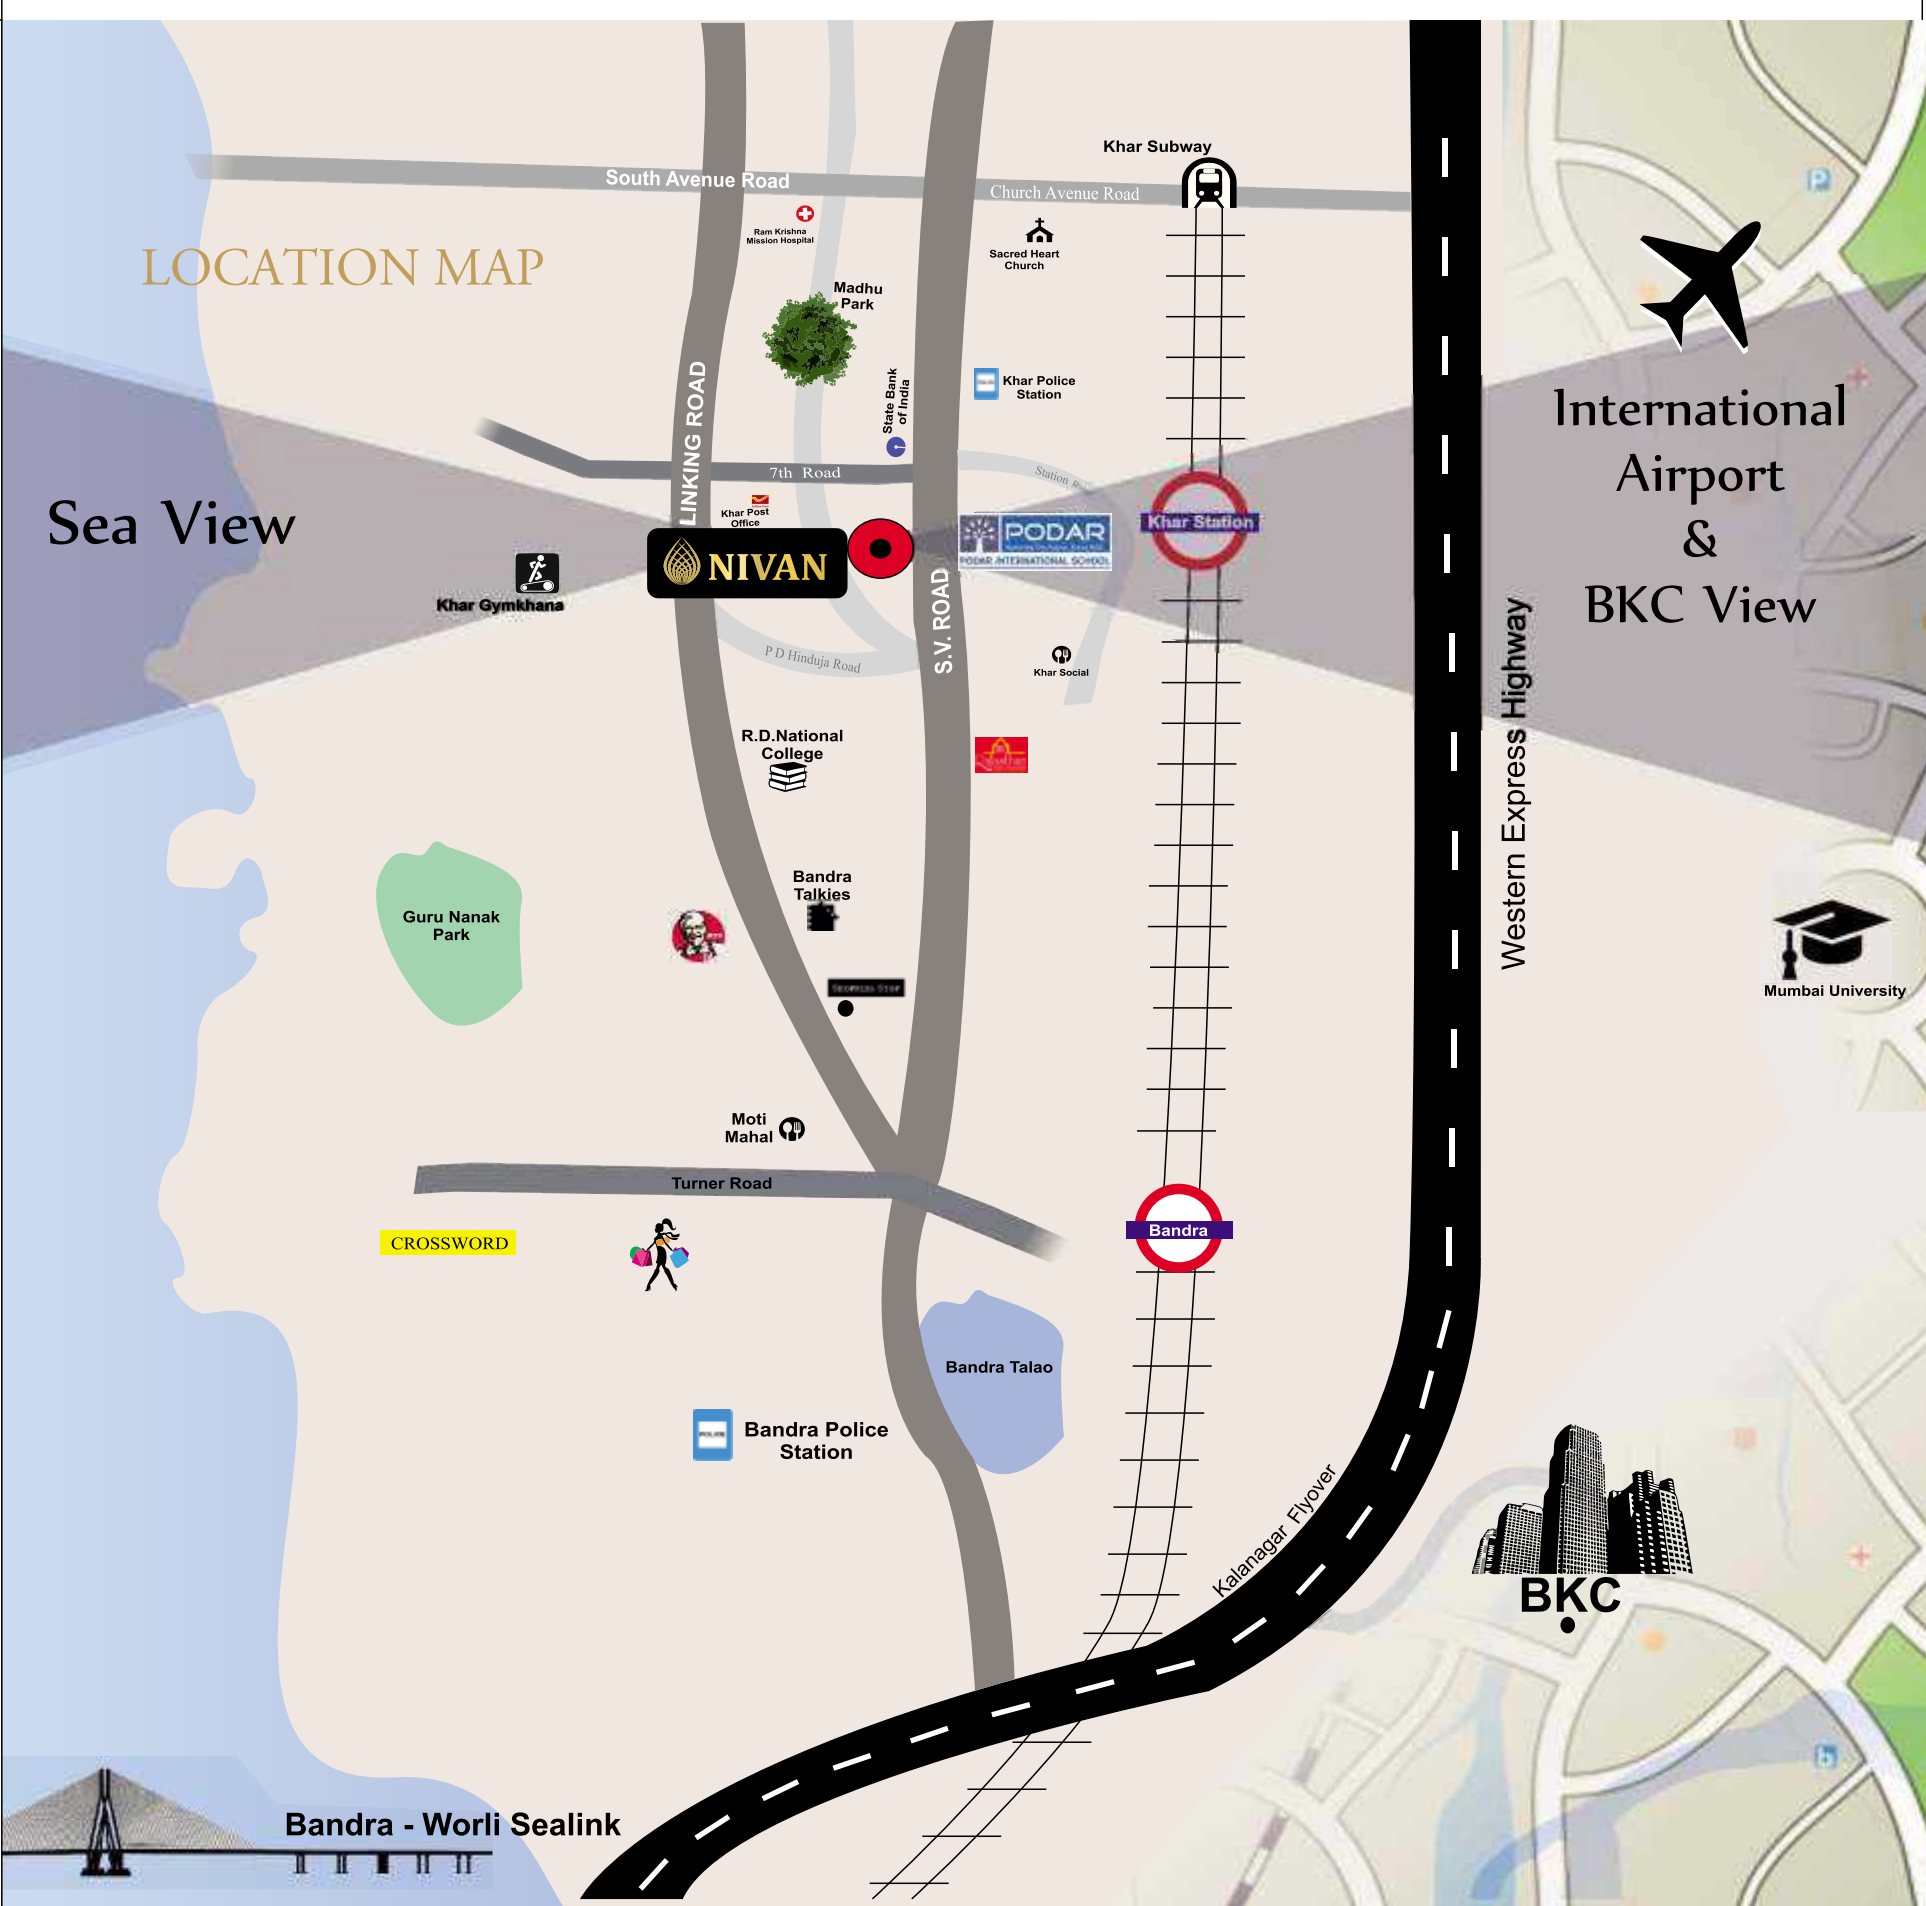 Khar Subway
South Avenue Road
Church Avenue Road
Ram Krishna
Mission Hospital
Sacred Heart
Church
LOCATION MAP
Madhu
Park
LINKING ROAD
State Bank
of India
Khar Police
Station
International
Airport
&
BKC View
7th Road
Station
Sea View
Khar Post
Office
NIVAN
PODAR
PODAR INTERNATIONAL SCHOOL
Khar Station
Khar Gymkhana
S.V. ROAD
P D Hinduja Road
Khar Social
Western Express Highway
R.D.National
College
Bandra
Talkies
Guru Nanak
Park
Mumbai University
Moti
Mahal
Turner Road
CROSSWORD
Bandra
Bandra Talao
Bandra Police
Station
Kalanagar Flyover
BKC
Bandra - Worli Sealink
P